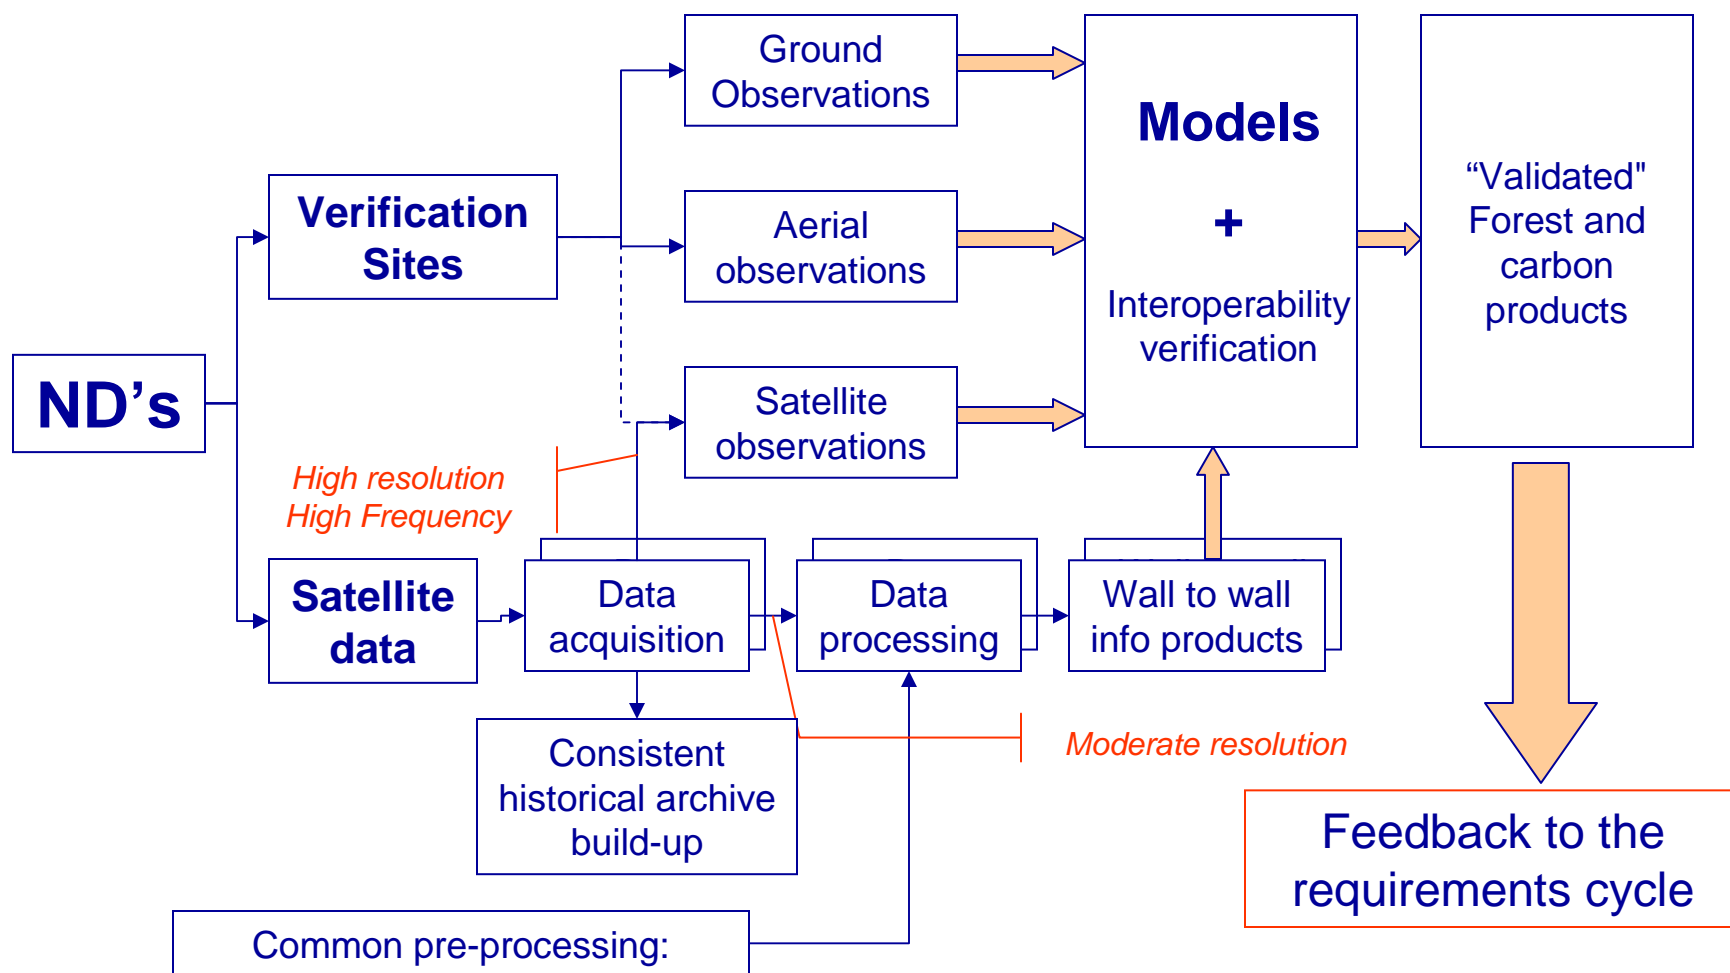 Ground
Observations
Models
+
Interoperability
verification
“Validated"
Forest and
carbon
products
Verification
Sites
Aerial
observations
ND’s
Satellite
observations
High resolution
High Frequency
Satellite
data
Data
acquisition
Data
processing
Wall to wall
info products
Consistent
historical archive
build-up
Moderate resolution
Feedback to the
requirements cycle
Common pre-processing: